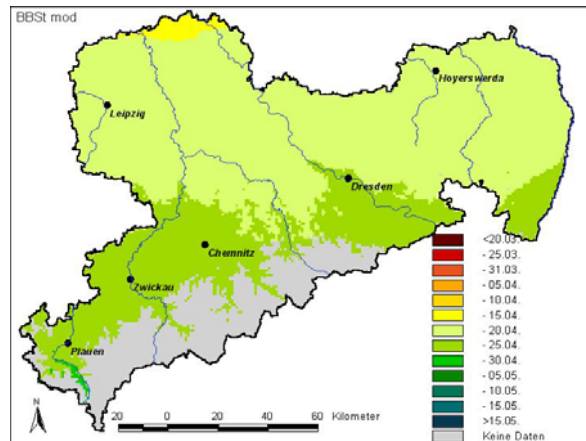 BBSt mod
Hoyerswerda
Leipzig
Dresden
Chemnitz
Zwickau
Plauen
<20.03.
- 25.03.
- 31.03.
- 05.04.
- 10.04.
- 15.04.
- 20.04.
- 25.04.
- 30.04.
- 05.05.
- 10.05.
- 15.05.
>15.05.
Keine Daten
N
20 0 20 40 60 Kilometer